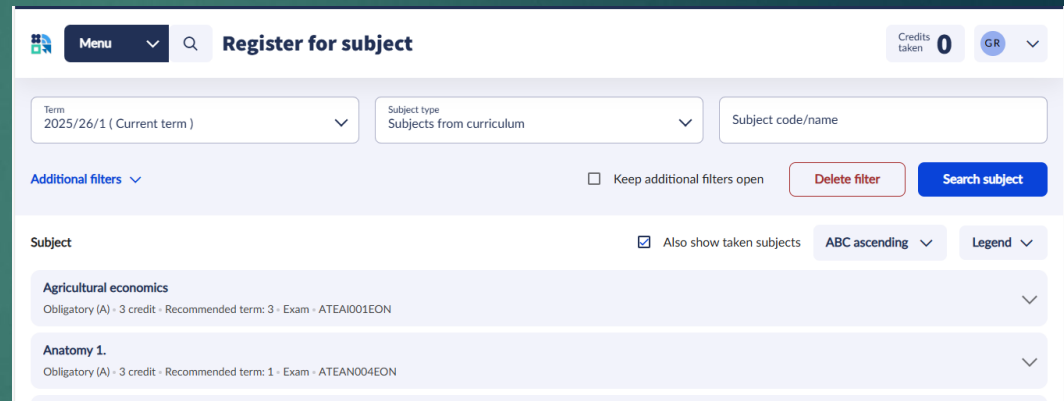 Menu
Register for subject
Credits taken 0
GR
Term
2025/26/1 ( Current term )
Subject type
Subjects from curriculum
Subject code/name
Additional filters
Keep additional filters open
Delete filter
Search subject
Subject
Also show taken subjects
ABC ascending
Legend
Agricultural economics
Obligatory (A) • 3 credit • Recommended term: 3 • Exam • ATEAI001EON
Anatomy 1.
Obligatory (A) • 3 credit • Recommended term: 1 • Exam • ATEAN004EON